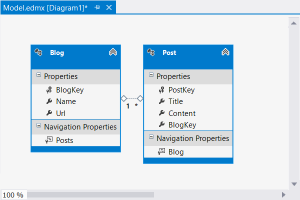 Model.edmx [Diagram1]*
Blog
Properties
BlogKey
Name
Url
Navigation Properties
Posts
1 *
Post
Properties
PostKey
Title
Content
BlogKey
Navigation Properties
Blog
100 %